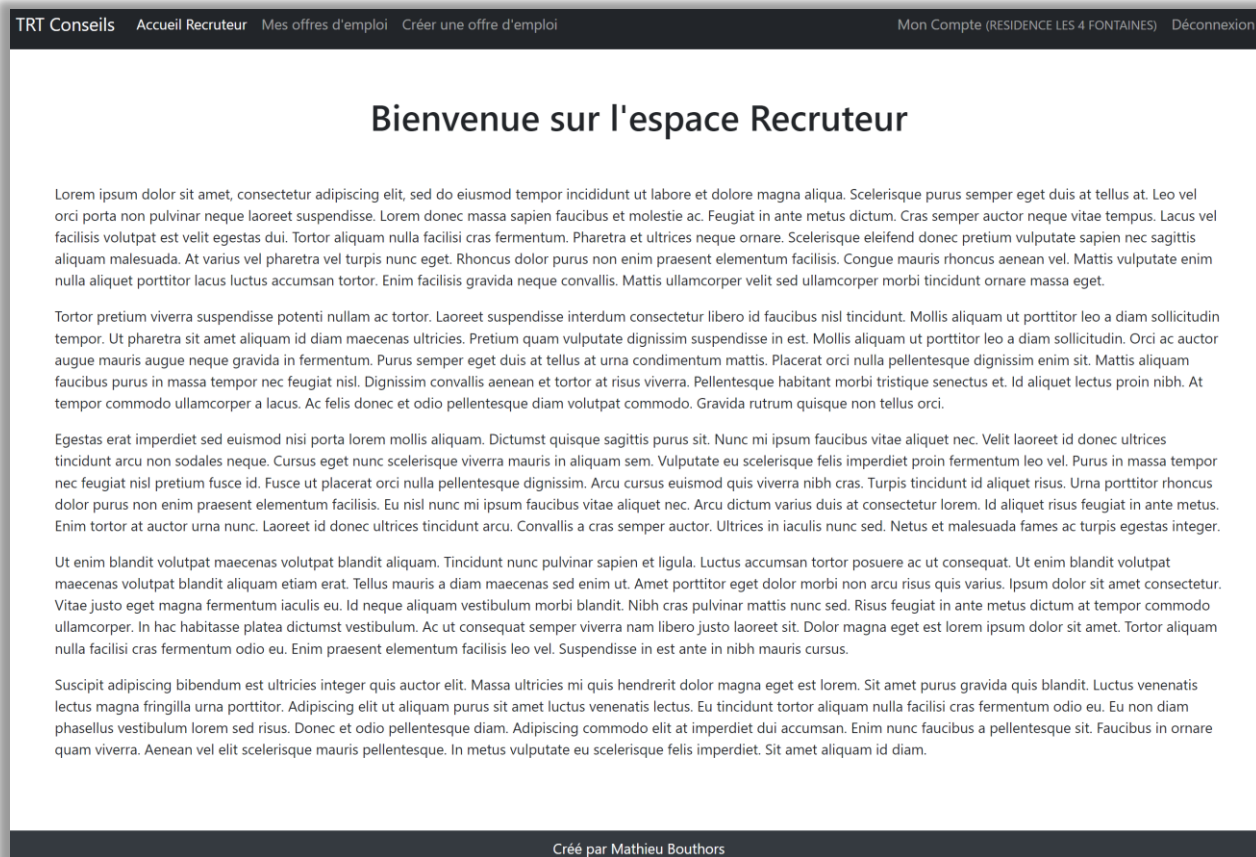 TRT Conseils Accueil Recruteur Mes offres d'emploi Créer une offre d'emploi Mon Compte (RESIDENCE LES 4 FONTAINES) Déconnexion
Bienvenue sur l'espace Recruteur
Lorem ipsum dolor sit amet, consectetur adipiscing elit, sed do eiusmod tempor incididunt ut labore et dolore magna aliqua. Scelerisque purus semper eget duis at tellus at. Leo vel
orci porta non pulvinar neque laoreet suspendisse. Lorem donec massa sapien faucibus et molestie ac. Feugiat in ante metus dictum. Cras semper auctor neque vitae tempus. Lacus vel
facilisis volutpat est velit egestas dui. Tortor aliquam nulla facilisi cras fermentum. Pharetra et ultrices neque ornare. Scelerisque eleifend donec pretium vulputate sapien nec sagittis
aliquam malesuada. At varius vel pharetra vel turpis nunc eget. Rhoncus dolor purus non enim praesent elementum facilisis. Congue mauris rhoncus aenean vel. Mattis vulputate enim
nulla aliquet porttitor lacus luctus accumsan tortor. Enim facilisis gravida neque convallis. Mattis ullamcorper velit sed ullamcorper morbi tincidunt ornare massa eget.
Tortor pretium viverra suspendisse potenti nullam ac tortor. Laoreet suspendisse interdum consectetur libero id faucibus nisl tincidunt. Mollis aliquam ut porttitor leo a diam sollicitudin
tempor. Ut pharetra sit amet aliquam id diam maecenas ultricies. Pretium quam vulputate dignissim suspendisse in est. Mollis aliquam ut porttitor leo a diam sollicitudin. Orci ac auctor
augue mauris augue neque gravida in fermentum. Purus semper eget duis at tellus at urna condimentum mattis. Placerat orci nulla pellentesque dignissim enim sit. Mattis aliquam
faucibus purus in massa tempor nec feugiat nisl. Dignissim convallis aenean et tortor at risus viverra. Pellentesque habitant morbi tristique senectus et. Id aliquet lectus proin nibh. At
tempor commodo ullamcorper a lacus. Ac felis donec et odio pellentesque diam volutpat commodo. Gravida rutrum quisque non tellus orci.
Egestas erat imperdiet sed euismod nisi porta lorem mollis aliquam. Dictumst quisque sagittis purus sit. Nunc mi ipsum faucibus vitae aliquet nec. Velit laoreet id donec ultrices
tincidunt arcu non sodales neque. Cursus eget nunc scelerisque viverra mauris in aliquam sem. Vulputate eu scelerisque felis imperdiet proin fermentum leo vel. Purus in massa tempor
nec feugiat nisl pretium fusce id. Fusce ut placerat orci nulla pellentesque dignissim. Arcu cursus euismod quis viverra nibh cras. Turpis tincidunt id aliquet risus. Urna porttitor rhoncus
dolor purus non enim praesent elementum facilisis. Eu nisl nunc mi ipsum faucibus vitae aliquet nec. Arcu dictum varius duis at consectetur lorem. Id aliquet risus feugiat in ante metus.
Enim tortor at auctor urna nunc. Laoreet id donec ultrices tincidunt arcu. Convallis a cras semper auctor. Ultrices in iaculis nunc sed. Netus et malesuada fames ac turpis egestas integer.
Ut enim blandit volutpat maecenas volutpat blandit aliquam. Tincidunt nunc pulvinar sapien et ligula. Luctus accumsan tortor posuere ac ut consequat. Ut enim blandit volutpat
maecenas volutpat blandit aliquam etiam erat. Tellus mauris a diam maecenas sed enim ut. Amet porttitor eget dolor morbi non arcu risus quis varius. Ipsum dolor sit amet consectetur.
Vitae justo eget magna fermentum iaculis eu. Id neque aliquam vestibulum morbi blandit. Nibh cras pulvinar mattis nunc sed. Risus feugiat in ante metus dictum at tempor commodo
ullamcorper. In hac habitasse platea dictumst vestibulum. Ac ut consequat semper viverra nam libero justo laoreet sit. Dolor magna eget est lorem ipsum dolor sit amet. Tortor aliquam
nulla facilisi cras fermentum odio eu. Enim praesent elementum facilisis leo vel. Suspendisse in est ante in nibh mauris cursus.
Suscipit adipiscing bibendum est ultricies integer quis auctor elit. Massa ultricies mi quis hendrerit dolor magna eget est lorem. Sit amet purus gravida quis blandit. Luctus venenatis
lectus magna fringilla urna porttitor. Adipiscing elit ut aliquam purus sit amet luctus venenatis lectus. Eu tincidunt tortor aliquam nulla facilisi cras fermentum odio eu. Eu non diam
phasellus vestibulum lorem sed risus. Donec et odio pellentesque diam. Adipiscing commodo elit at imperdiet dui accumsan. Enim nunc faucibus a pellentesque sit. Faucibus in ornare
quam viverra. Aenean vel elit scelerisque mauris pellentesque. In metus vulputate eu scelerisque felis imperdiet. Sit amet aliquam id diam.
Créé par Mathieu Bouthors